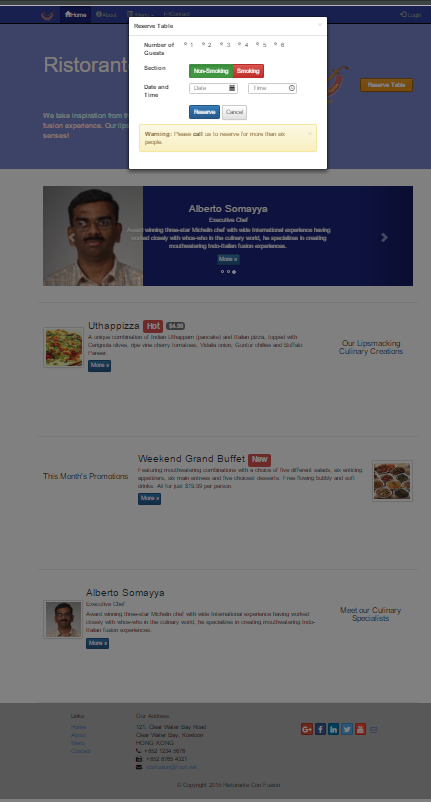 Home About Menu Contact Login
Reserve Table ×
Number of Guests 1 2 3 4 5 6
Section Non-Smoking Smoking
Date and Time Date Time
Reserve Cancel
Warning: Please call us to reserve for more than six
people. ×
Ristorante
Reserve Table
We take inspiration from
fusion experience. Our
senses!
Alberto Somayya
Executive Chef
Award winning three-star Michelin chef with wide International experience having
worked closely with whos-who in the culinary world, he specializes in creating
mouthwatering Indo-Italian fusion experiences.
More »
Uthappizza Hot $4.99
A unique combination of Indian Uthappam (pancake) and Italian pizza, topped with
Cerignola olives, ripe vine cherry tomatoes, Vidalia onion, Guntur chillies and Buffalo
Paneer.
More »
Our Lipsmacking
Culinary Creations
This Month's Promotions
Weekend Grand Buffet New
Featuring mouthwatering combinations with a choice of five different salads, six enticing
appetizers, six main entrees and five choicest desserts. Free flowing bubbly and soft
drinks. All for just $19.99 per person.
More »
Alberto Somayya
Executive Chef
Award winning three-star Michelin chef with wide International experience having worked
closely with whos-who in the culinary world, he specializes in creating mouthwatering Indo-
Italian fusion experiences.
More »
Meet our Culinary
Specialists
Links
Home
About
Menu
Contact
Our Address
121, Clear Water Bay Road
Clear Water Bay, Kowloon
HONG KONG
+852 1234 5678
+852 8765 4321
confusion@food.net
© Copyright 2015 Ristorante Con Fusion